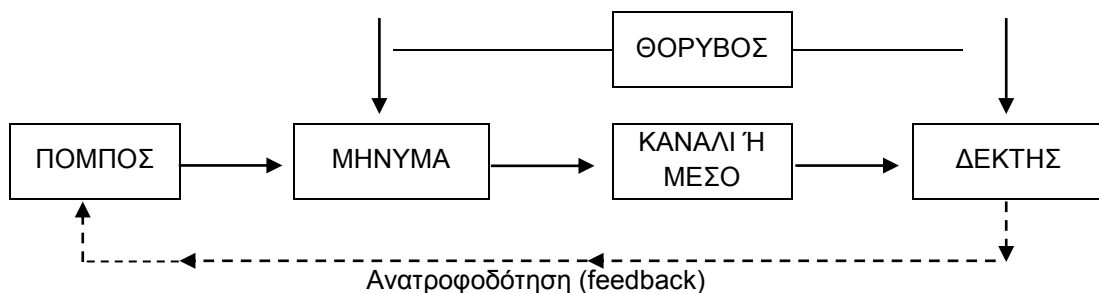 ΘΟΡΥΒΟΣ
ΠΟΜΠΟΣ
ΜΗΝΥΜΑ
ΚΑΝΑΛΙ Ή
ΜΕΣΟ
ΔΕΚΤΗΣ
Ανατροφοδότηση (feedback)